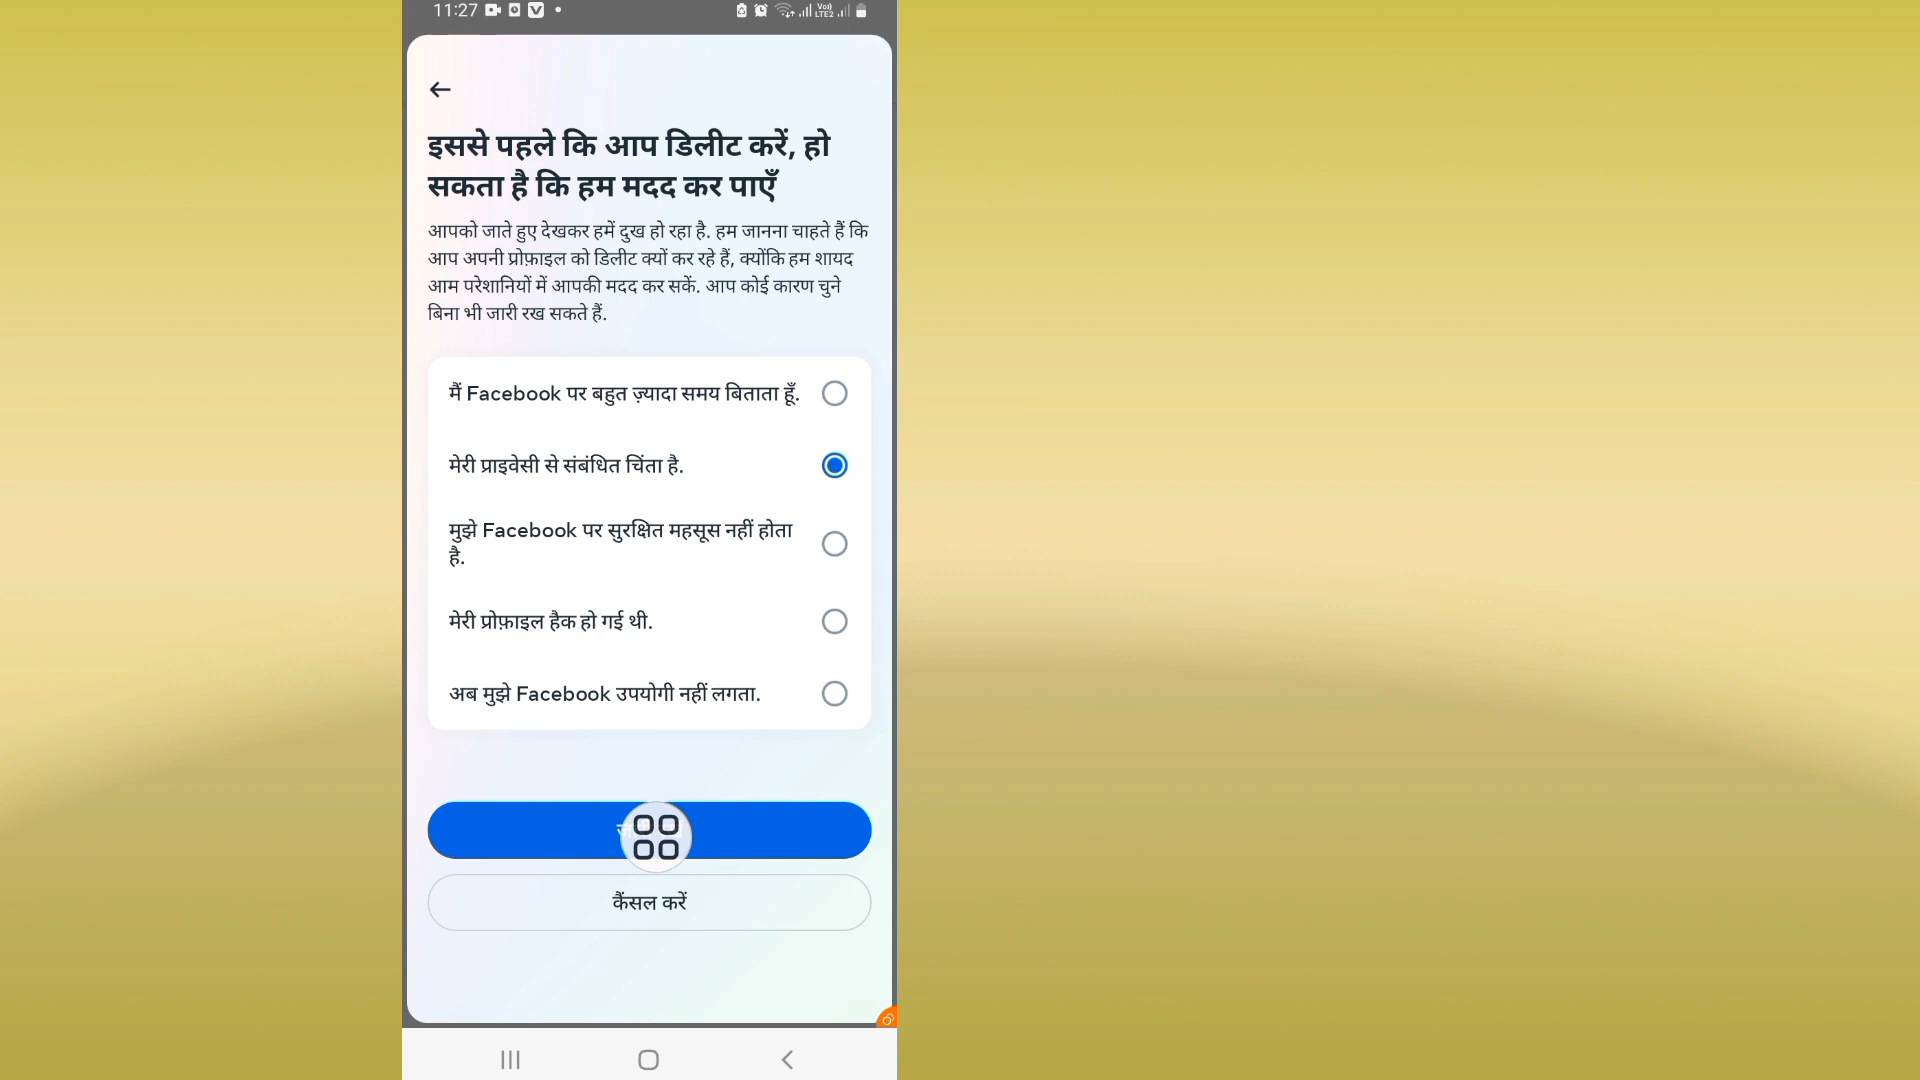 11:27
Vo)
LTE2
इससे पहले कि आप डिलीट करें, हो
सकता है कि हम मदद कर पाएँ
आपको जाते हुए देखकर हमें दुख हो रहा है. हम जानना चाहते हैं कि
आप अपनी प्रोफ़ाइल को डिलीट क्यों कर रहे हैं, क्योंकि हम शायद
आम परेशानियों में आपकी मदद कर सकें. आप कोई कारण चुने
बिना भी जारी रख सकते हैं.
मैं Facebook पर बहुत ज़्यादा समय बिताता हूँ.
मेरी प्राइवेसी से संबंधित चिंता है.
मुझे Facebook पर सुरक्षित महसूस नहीं होता
है.
मेरी प्रोफ़ाइल हैक हो गई थी.
अब मुझे Facebook उपयोगी नहीं लगता.
कैंसल करें